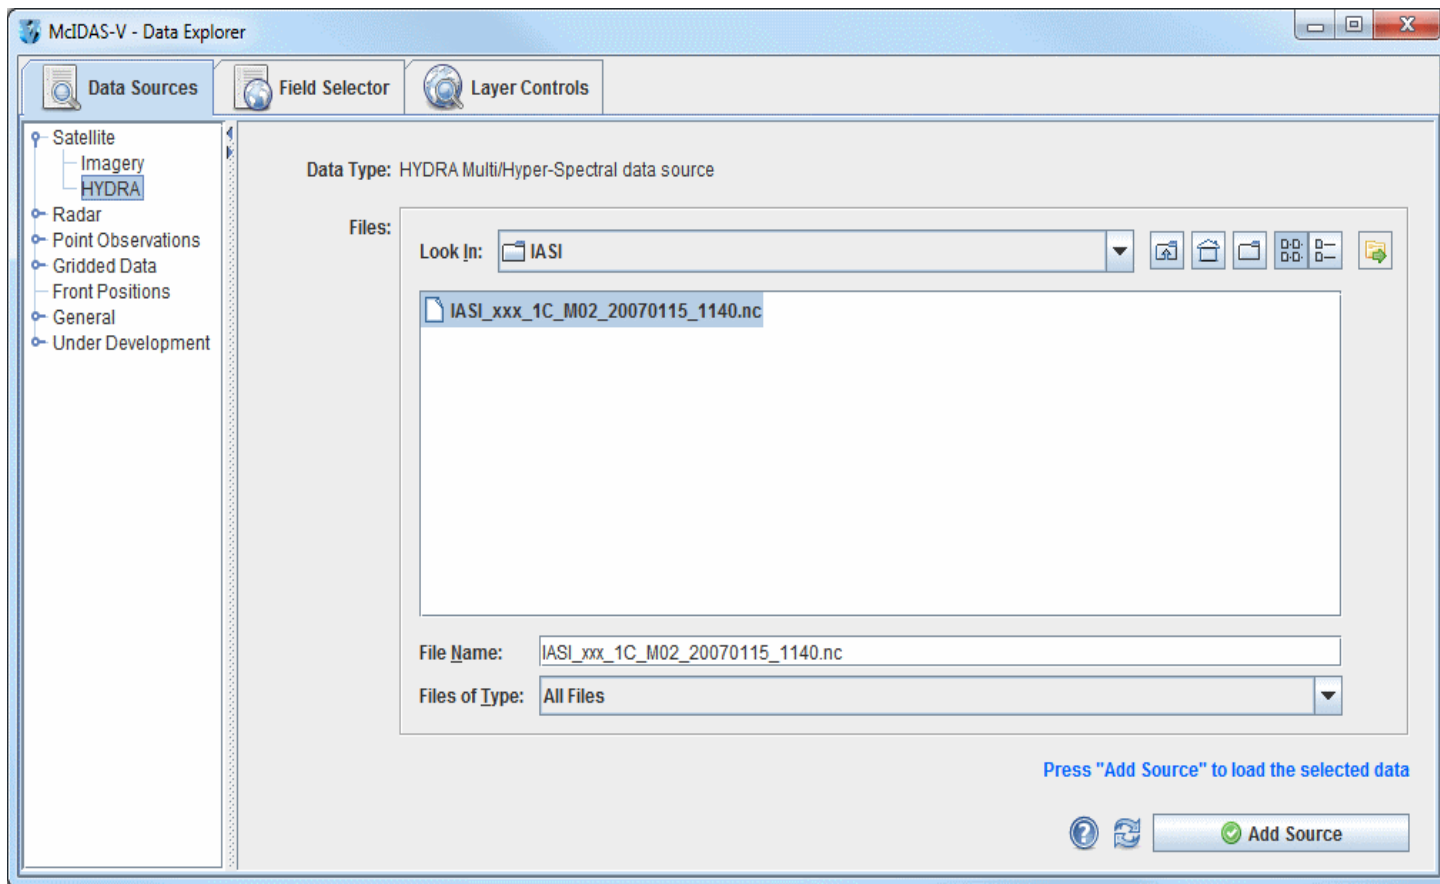 McIDAS-V - Data Explorer
Data Sources
Field Selector
Layer Controls
Satellite
Imagery
HYDRA
Radar
Point Observations
Gridded Data
Front Positions
General
Under Development
Data Type: HYDRA Multi/Hyper-Spectral data source
Files:
Look In: IASI
IASI_xxx_1C_M02_20070115_1140.nc
File Name: IASI_xxx_1C_M02_20070115_1140.nc
Files of Type: All Files
Press "Add Source" to load the selected data
Add Source